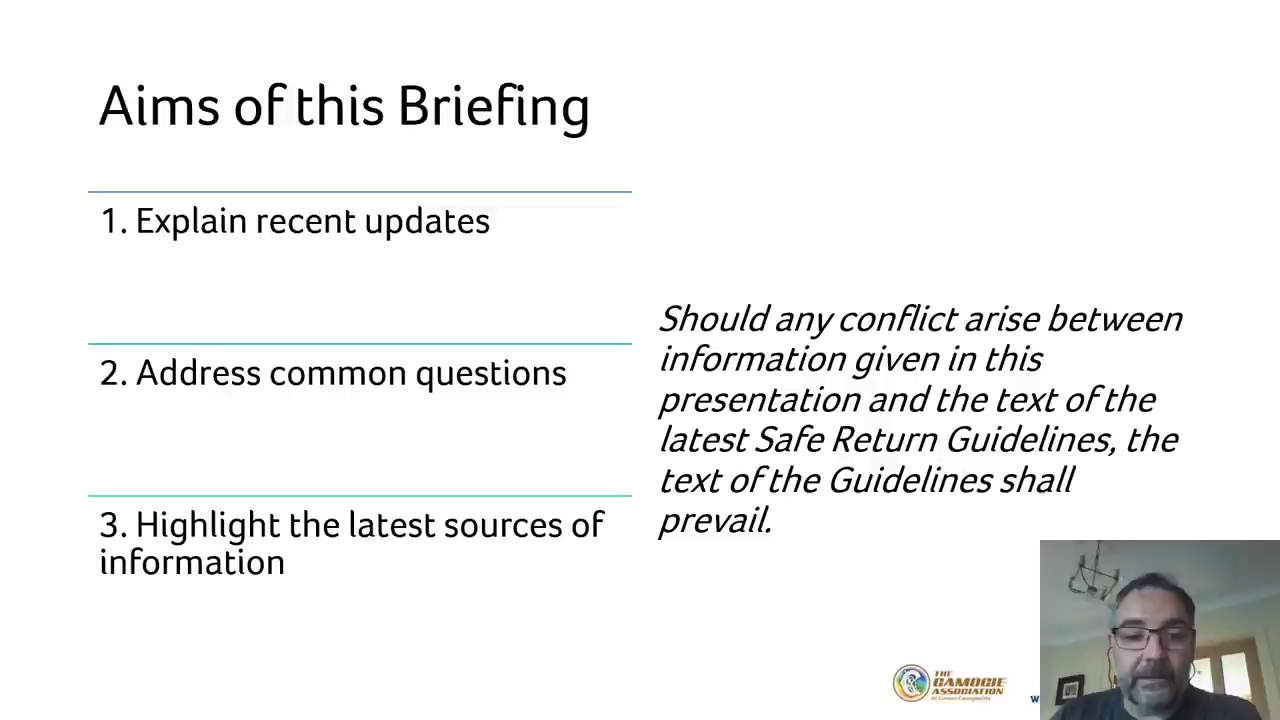 Aims of this Briefing
1. Explain recent updates
2. Address common questions
3. Highlight the latest sources of
information
Should any conflict arise between
information given in this
presentation and the text of the
latest Safe Return Guidelines, the
text of the Guidelines shall
prevail.
THE
CAMOGIE
ASSOCIATION